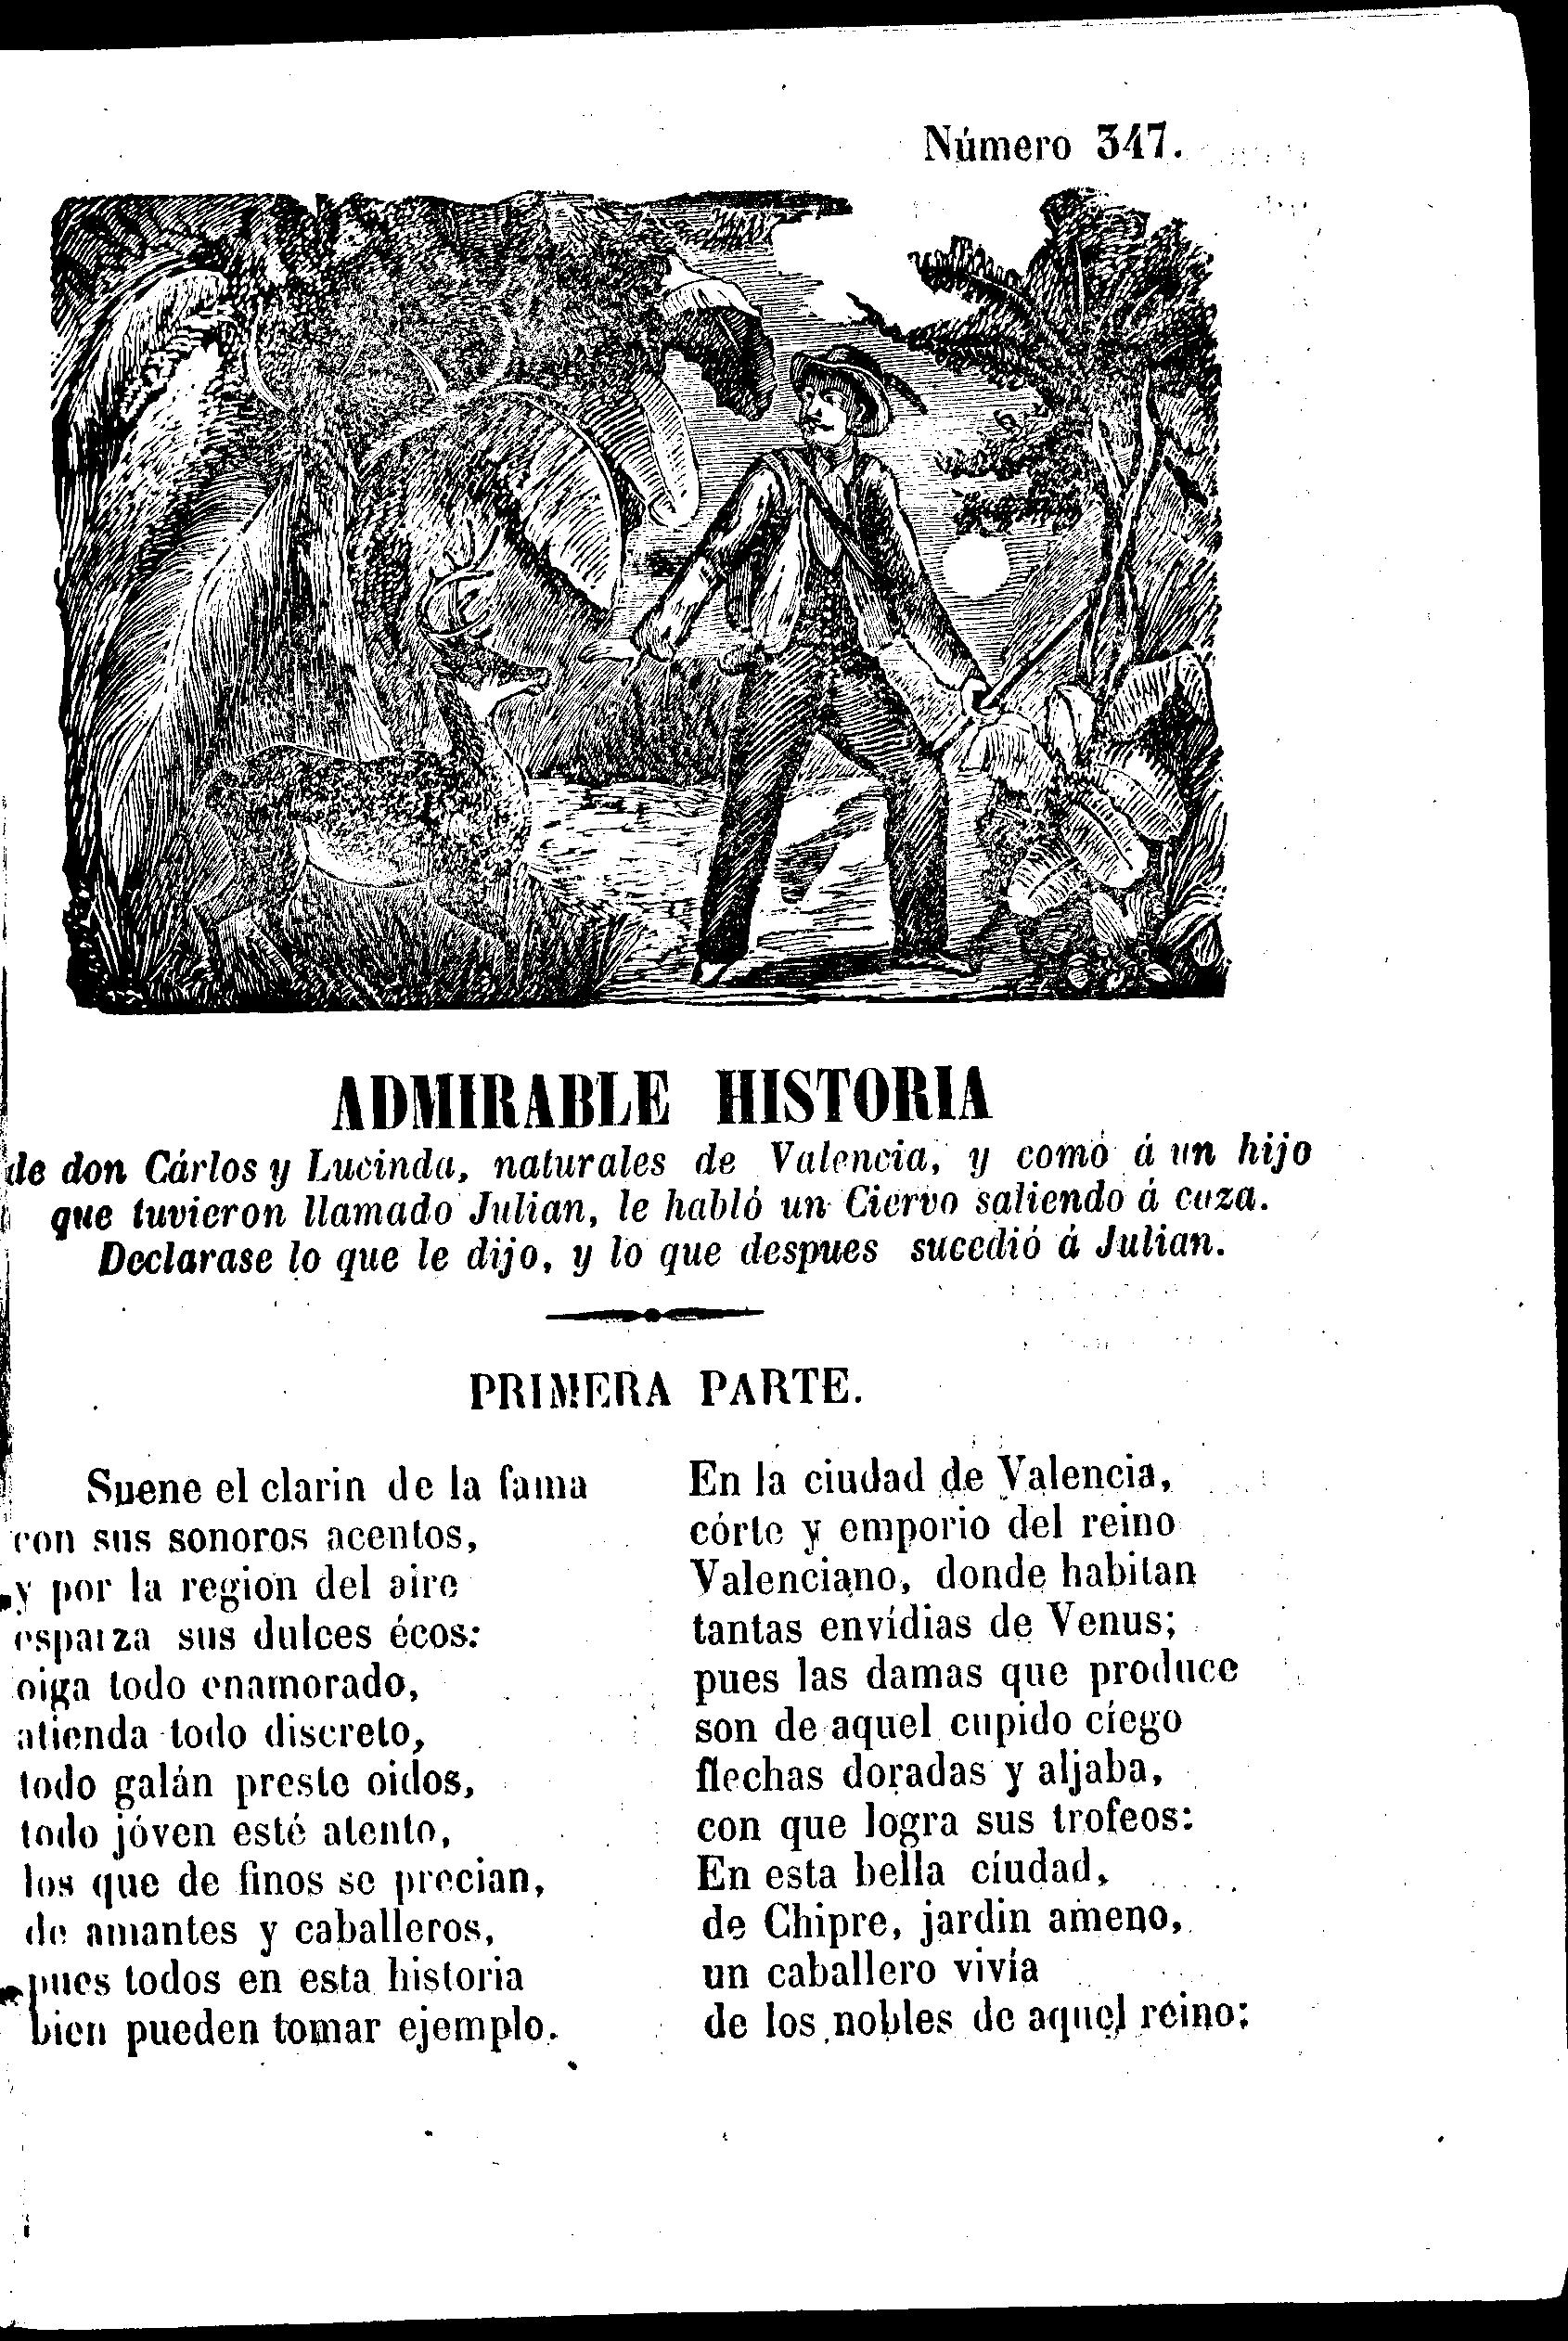 Número 347.
ADMIRABLE HISTORIA
de don Cárlos y Lucinda, naturales de Valencia, y como á un hijo
que tuvieron llamado Julian, le habló un Ciervo saliendo á caza.
Declarase lo que le dijo, y lo que despues sucedió á Julian.
PRIMERA PARTE.
Suene el clarin de la fama
con sus sonoros acentos,
y por la region del aire
esparza sus dulces écos:
oiga todo enamorado,
atienda todo discreto,
todo galán preste oidos,
todo jóven esté atento,
los que de finos se precian,
de amantes y caballeros,
pues todos en esta historia
bien pueden tomar ejemplo.
En la ciudad de Valencia,
córte y emporio del reino
Valenciano, donde habitan
tantas envídias de Venus;
pues las damas que produce
son de aquel cupido cíego
flechas doradas y aljaba,
con que logra sus trofeos:
En esta bella cíudad,
de Chipre, jardin ameno,
un caballero vivía
de los nobles de aquel reino: